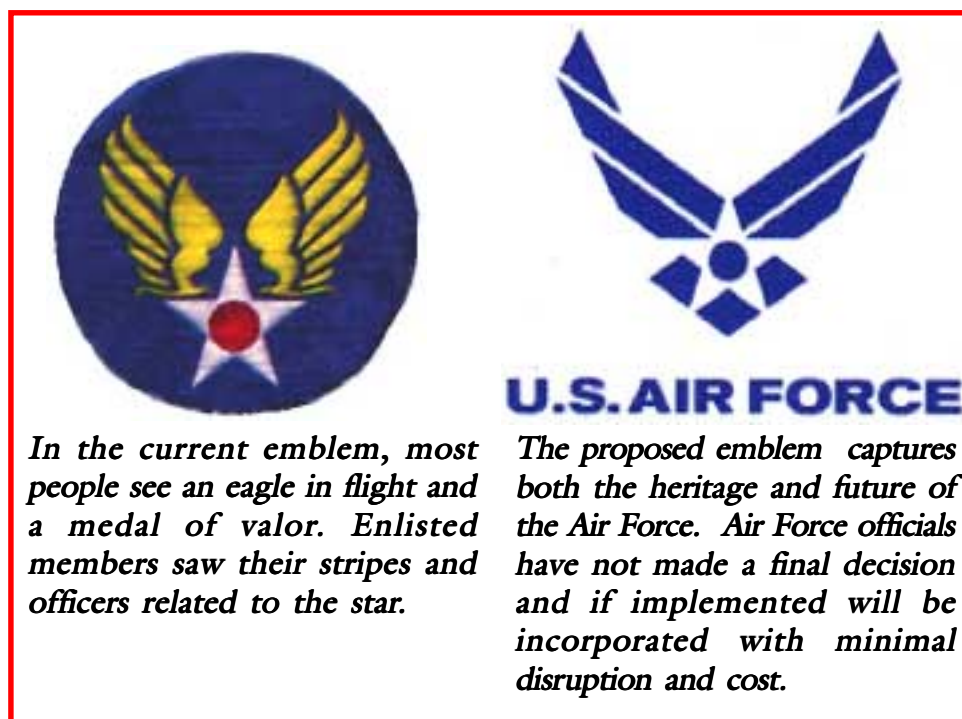 U.S. AIR FORCE
In the current emblem, most
people see an eagle in flight and
a medal of valor. Enlisted
members saw their stripes and
officers related to the star.
The proposed emblem captures
both the heritage and future of
the Air Force. Air Force officials
have not made a final decision
and if implemented will be
incorporated with minimal
disruption and cost.